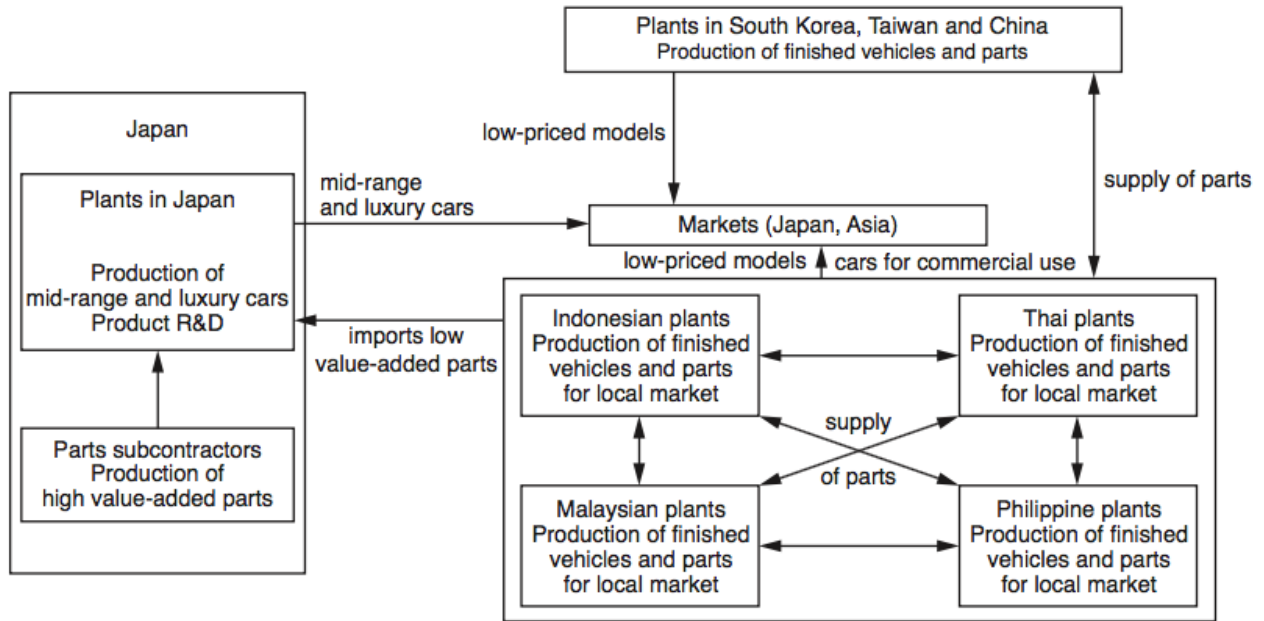 Plants in South Korea, Taiwan and China
Production of finished vehicles and parts
Japan
low-priced models
supply of parts
Plants in Japan
Production of
mid-range and luxury cars
Product R&D
mid-range
and luxury cars
Markets (Japan, Asia)
low-priced models
cars for commercial use
imports low
value-added parts
Parts subcontractors
Production of
high value-added parts
Indonesian plants
Production of finished
vehicles and parts
for local market
Thai plants
Production of finished
vehicles and parts
for local market
supply
of parts
Malaysian plants
Production of finished
vehicles and parts
for local market
Philippine plants
Production of finished
vehicles and parts
for local market